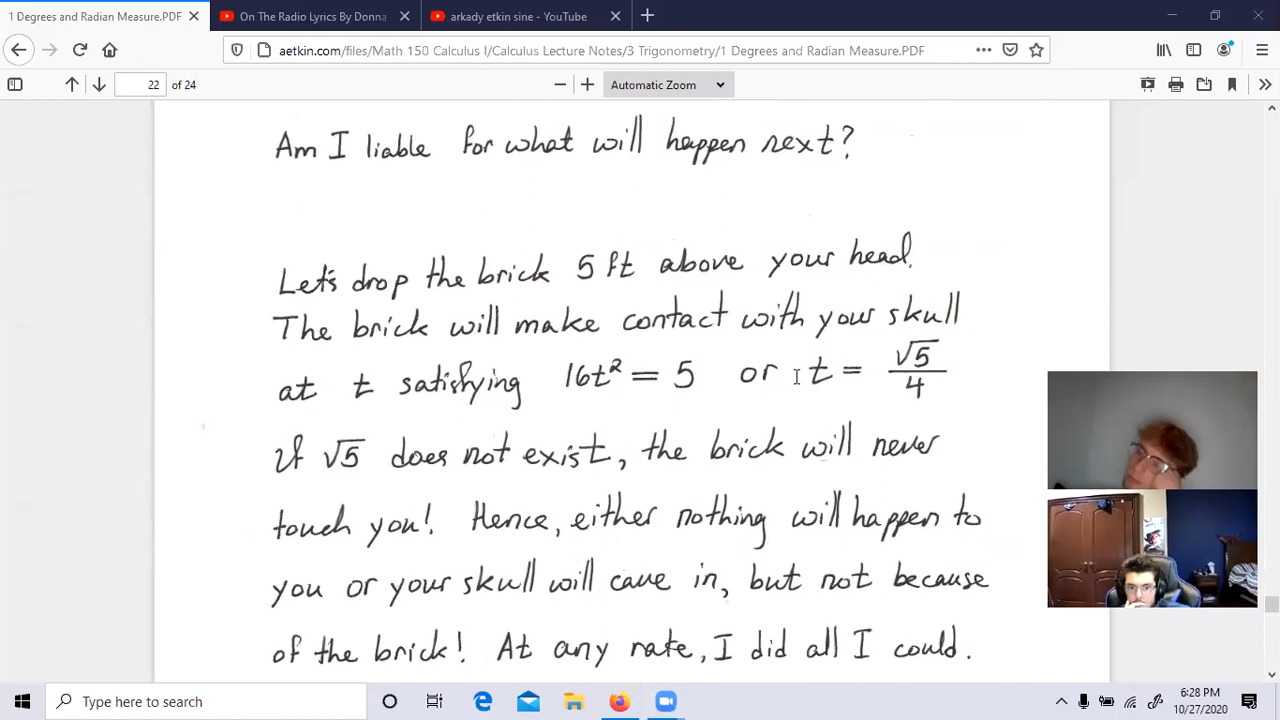 1 Degrees and Radian Measure.PDF
On The Radio Lyrics By Donna
arkady etkin sine - YouTube
aetkin.com/files/Math 150 Calculus I/Calculus Lecture Notes/3 Trigonometry/1 Degrees and Radian Measure.PDF
22 of 24
Automatic Zoom
Am I liable for what will happen next?
Let's drop the brick 5 ft above your head.
The brick will make contact with your skull
at t satisfying 16t² = 5 or t = √5/4
If √5 does not exist, the brick will never
touch you! Hence, either nothing will happen to
you or your skull will cave in, but not because
of the brick! At any rate, I did all I could.
Type here to search
6:28 PM
10/27/2020